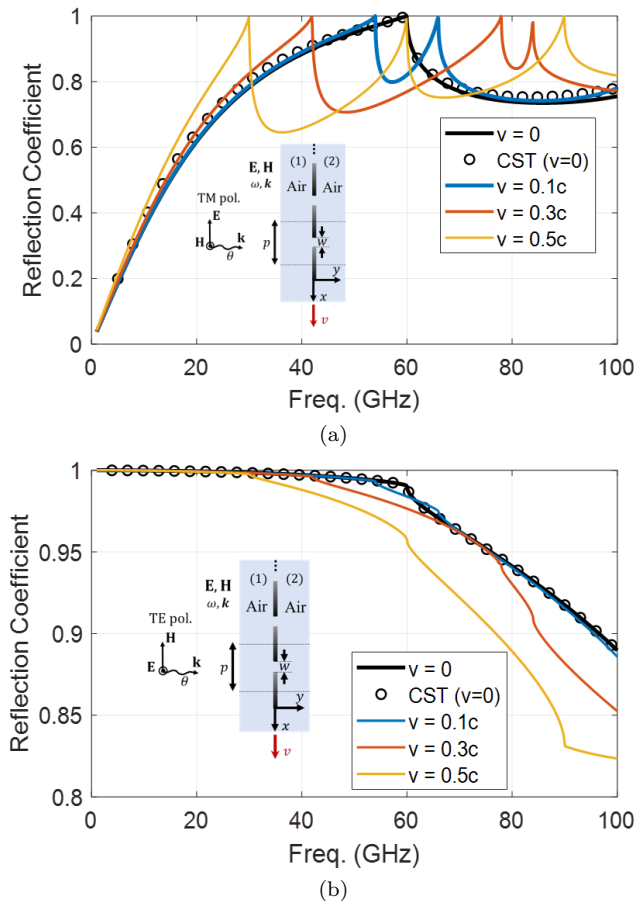 1
0.8
0.6
0.4
0.2
0
Reflection Coefficient
0 20 40 60 80 100
Freq. (GHz)
v = 0
CST (v=0)
v = 0.1c
v = 0.3c
v = 0.5c
E, H
ω, k
(1) (2)
Air Air
TM pol.
E
H k
θ
p
w
y
x
v
(a)
1
0.95
0.9
0.85
0.8
Reflection Coefficient
0 20 40 60 80 100
Freq. (GHz)
E, H
ω, k
(1) (2)
Air Air
TE pol.
H
E k
θ
p
w
y
x
v
v = 0
CST (v=0)
v = 0.1c
v = 0.3c
v = 0.5c
(b)